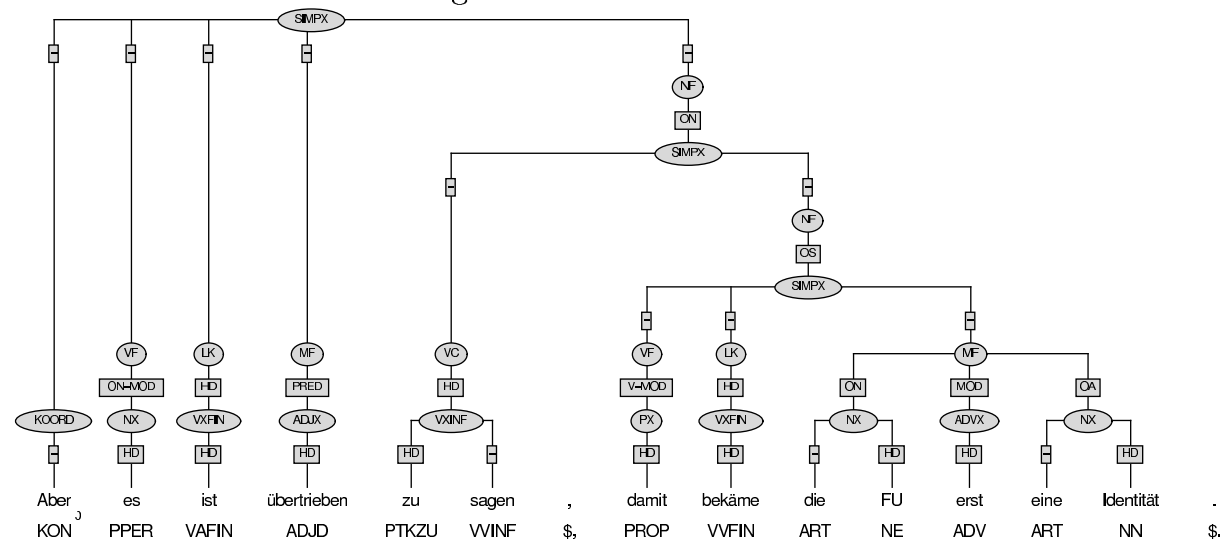 SIMPX
- - - - -
NF
ON
SIMPX
- -
NF
OS
SIMPX
- - -
VF LK MF VC VF LK MF
ON-MOD HD PRED HD V-MOD HD ON MOD OA
KOORD NX VXFIN ADJX VXINF PX VXFIN NX ADVX NX
- HD HD HD HD - HD HD - HD HD - HD
Aber es ist übertrieben zu sagen , damit bekäme die FU erst eine Identität .
KON PPER VAFIN ADJD PTKZU VVINF $, PROP VVFIN ART NE ADV ART NN $.